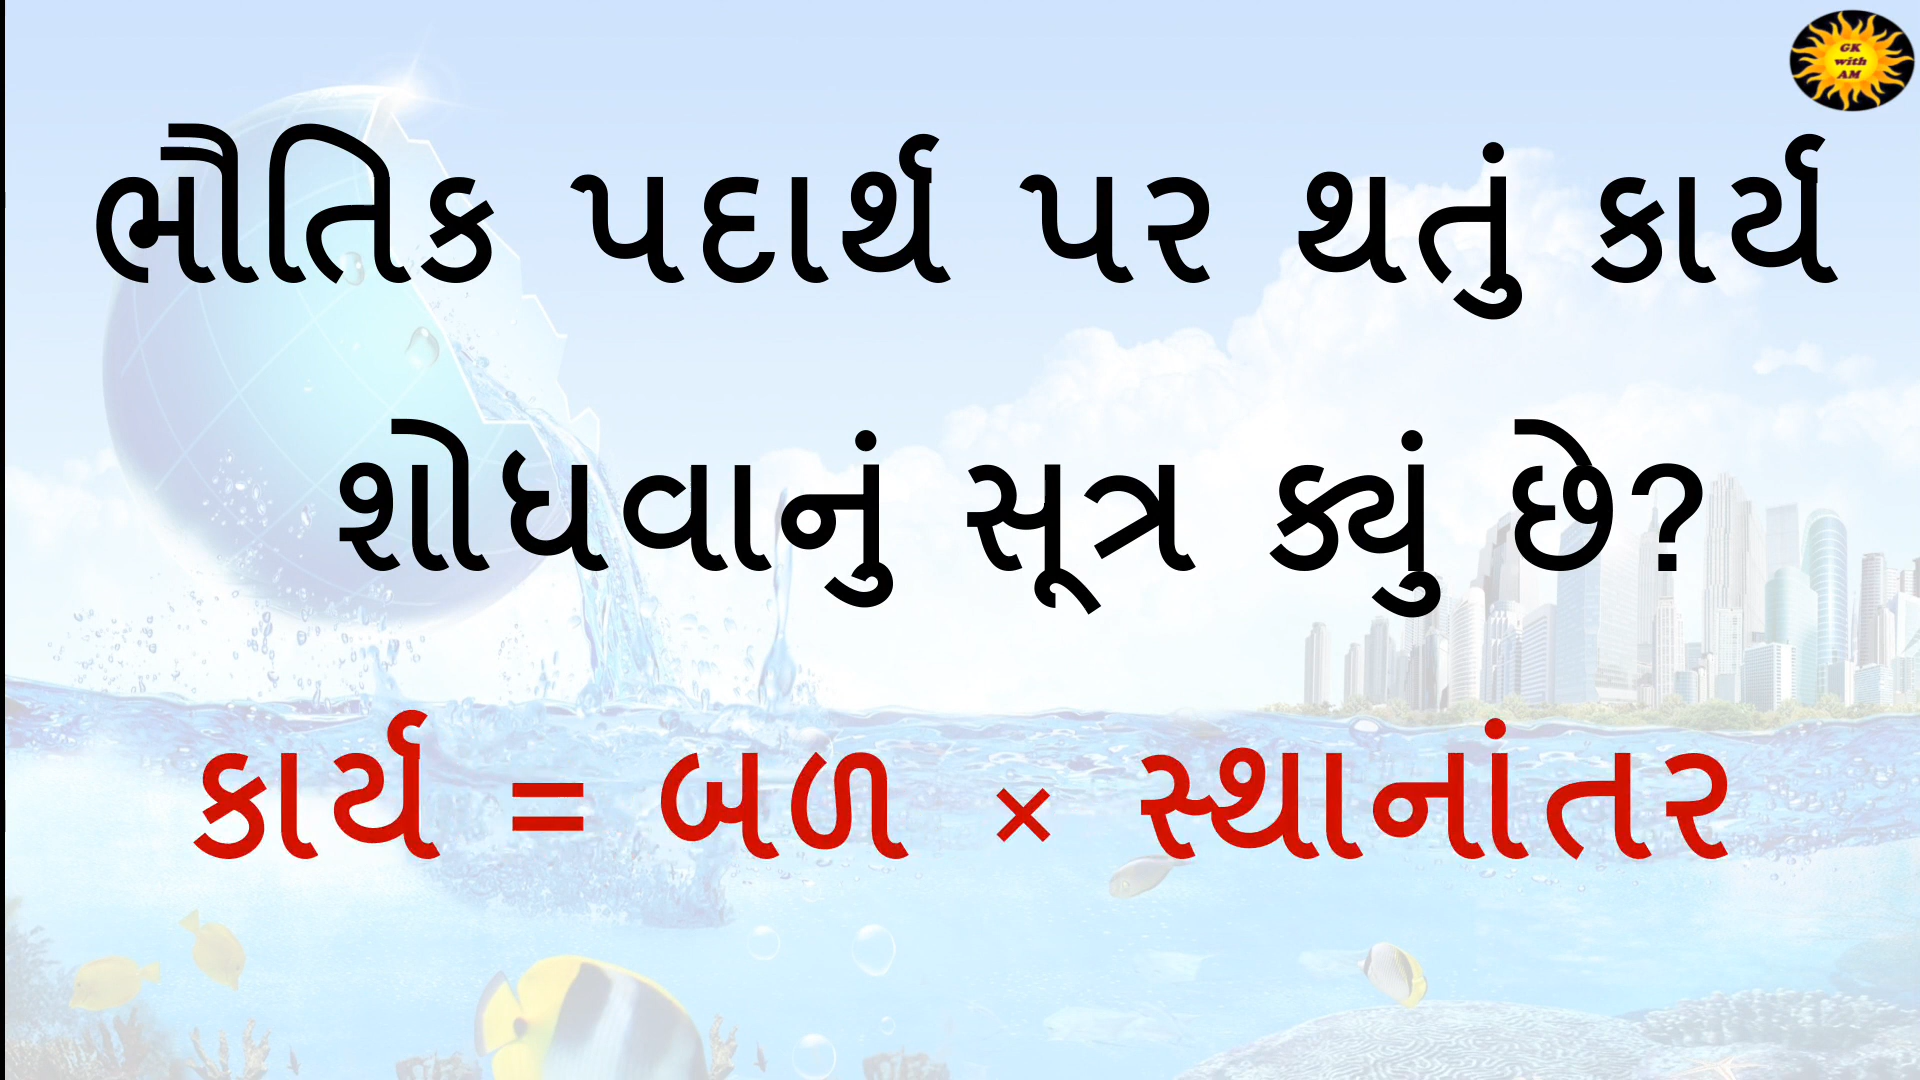 GK
with
AM
ભૌતિક પદાર્થ પર થતું કાર્ય
શોધવાનું સૂત્ર ક્યું છે?
કાર્ય = બળ × સ્થાનાંતર